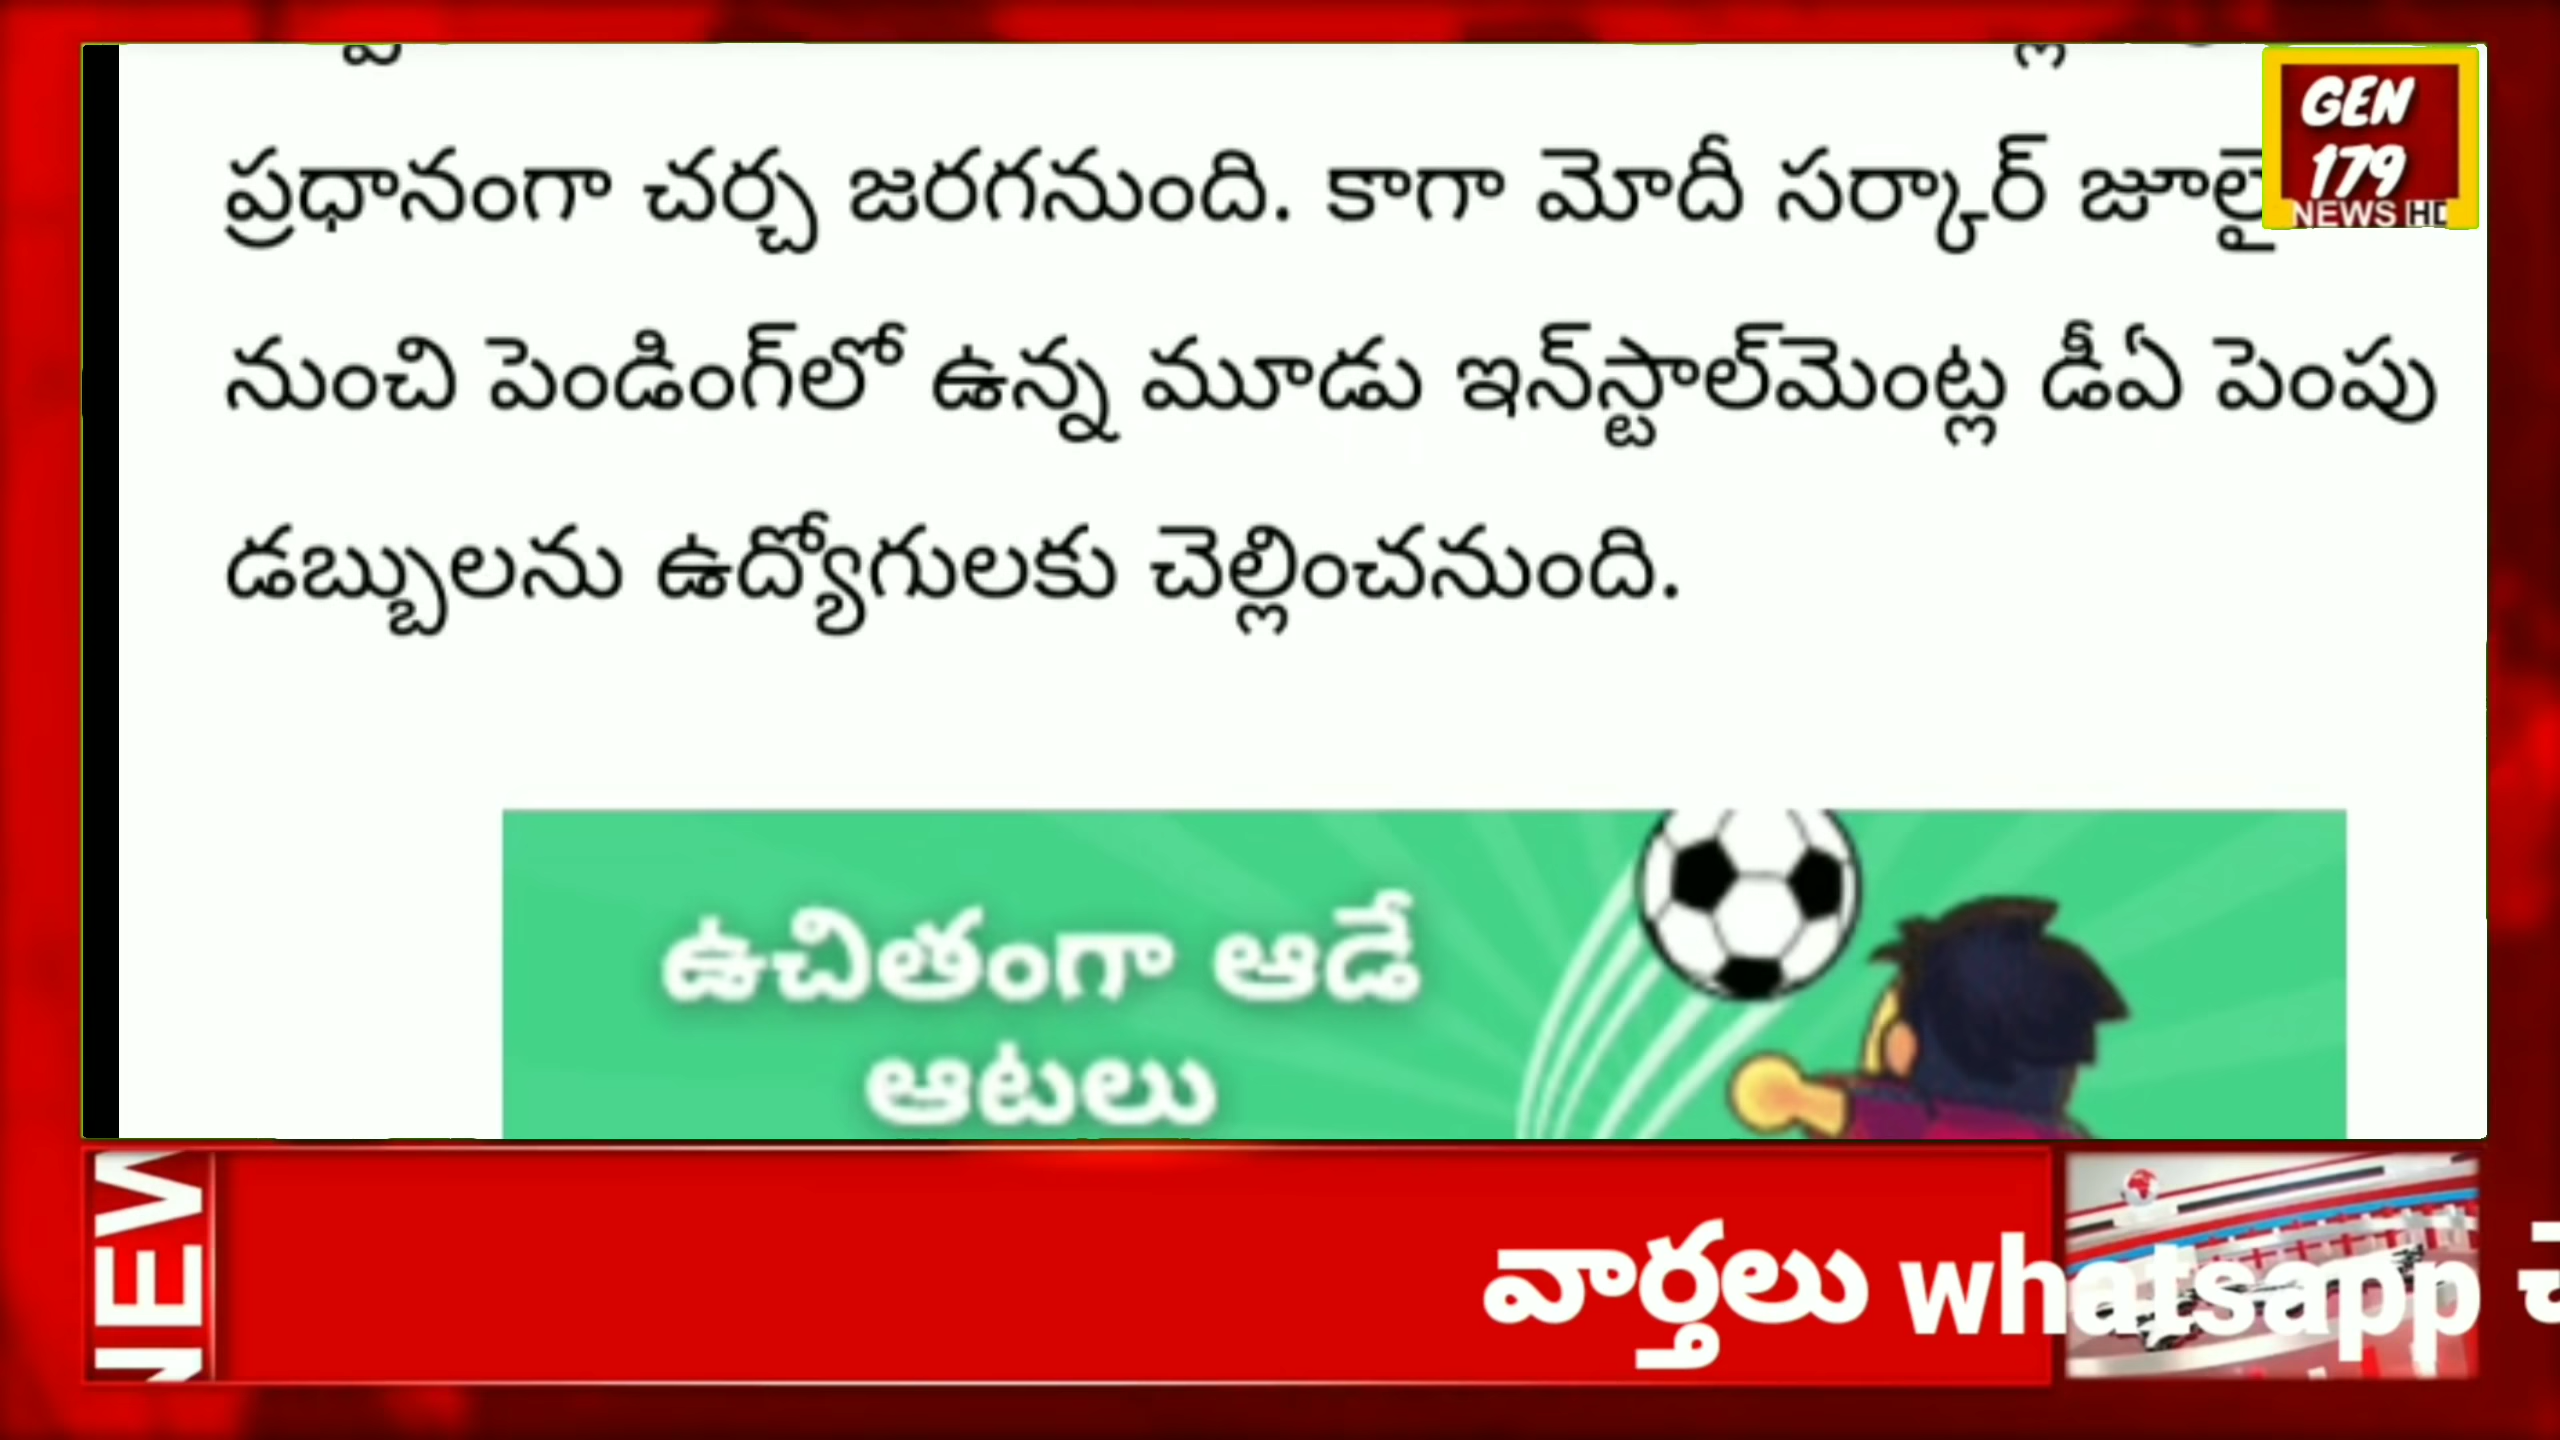 ప్రధానంగా చర్చ జరగనుంది. కాగా మోదీ సర్కార్ జూలై
నుంచి పెండింగ్‌లో ఉన్న మూడు ఇన్‌స్టాల్‌మెంట్ల డీఏ పెంపు
డబ్బులను ఉద్యోగులకు చెల్లించనుంది.
GEN
179
NEWS HD
ఉచితంగా ఆడే
ఆటలు
NEW
వార్తలు whatsapp